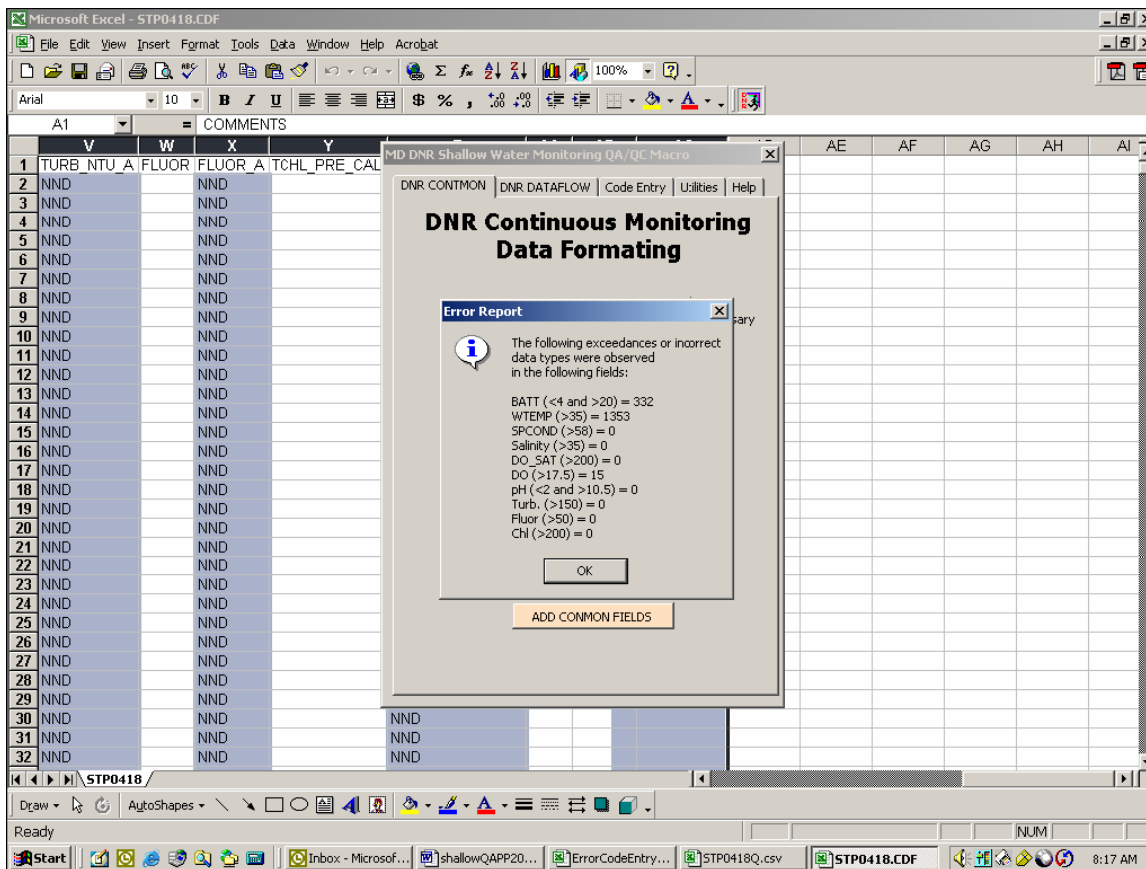 Microsoft Excel - STP0418.CDF
File Edit View Insert Format Tools Data Window Help Acrobat
100%
Arial 10 B I U $ % ,
A1 = COMMENTS
V W X Y AE AF AG AH AI
1 TURB_NTU_A FLUOR FLUOR_A TCHL_PRE_CAL
2 NND NND
3 NND NND
4 NND NND
5 NND NND
6 NND NND
7 NND NND
8 NND NND
9 NND NND
10 NND NND
11 NND NND
12 NND NND
13 NND NND
14 NND NND
15 NND NND
16 NND NND
17 NND NND
18 NND NND
19 NND NND
20 NND NND
21 NND NND
22 NND NND
23 NND NND
24 NND NND
25 NND NND
26 NND NND
27 NND NND
28 NND NND
29 NND NND
30 NND NND NND
31 NND NND NND
32 NND NND NND
MD DNR Shallow Water Monitoring QA/QC Macro
DNR CONTMON DNR DATAFLOW Code Entry Utilities Help
DNR Continuous Monitoring
Data Formating
sary
Error Report
The following exceedances or incorrect
data types were observed
in the following fields:
BATT (<4 and >20) = 332
WTEMP (>35) = 1353
SPCOND (>58) = 0
Salinity (>35) = 0
DO_SAT (>200) = 0
DO (>17.5) = 15
pH (<2 and >10.5) = 0
Turb. (>150) = 0
Fluor (>50) = 0
Chl (>200) = 0
OK
ADD CONMON FIELDS
STP0418
Draw AutoShapes
Ready NUM
Start Inbox - Microsof... shallowQAPP20... ErrorCodeEntry... STP0418Q.csv STP0418.CDF 8:17 AM